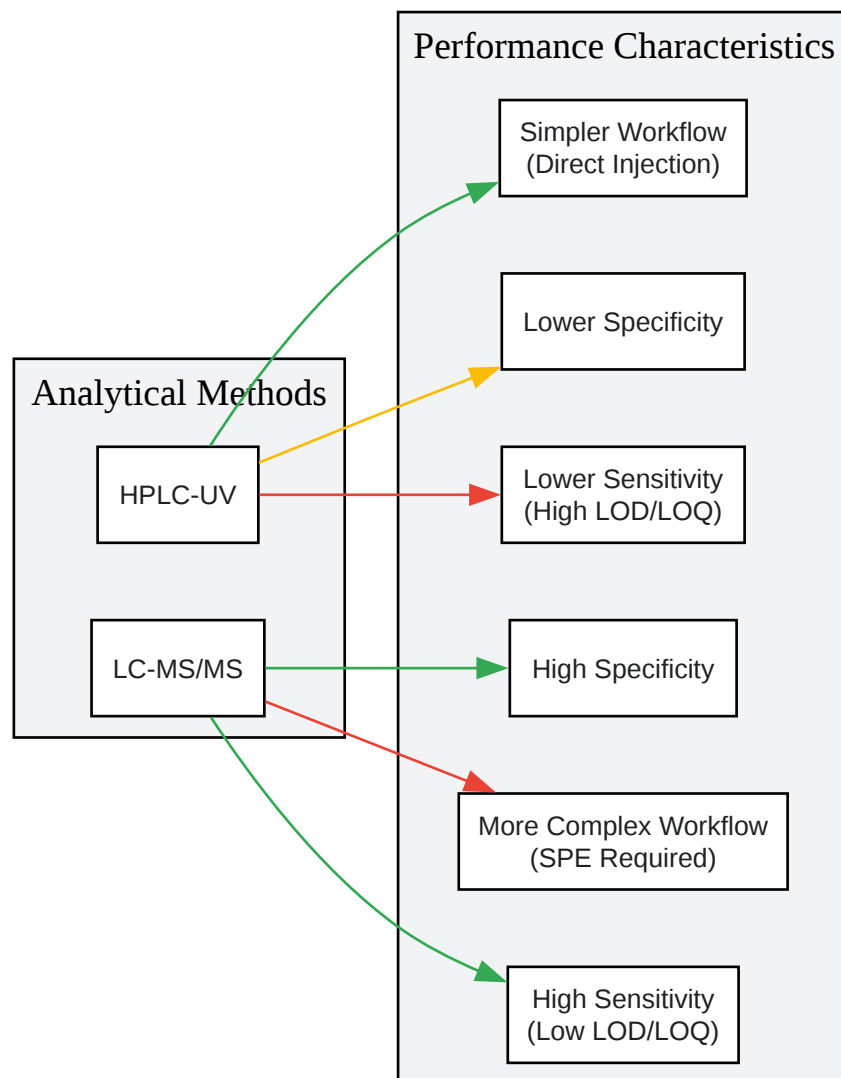 Performance Characteristics
Simpler Workflow
(Direct Injection)
Lower Specificity
Analytical Methods
HPLC-UV
Lower Sensitivity
(High LOD/LOQ)
LC-MS/MS
High Specificity
More Complex Workflow
(SPE Required)
High Sensitivity
(Low LOD/LOQ)